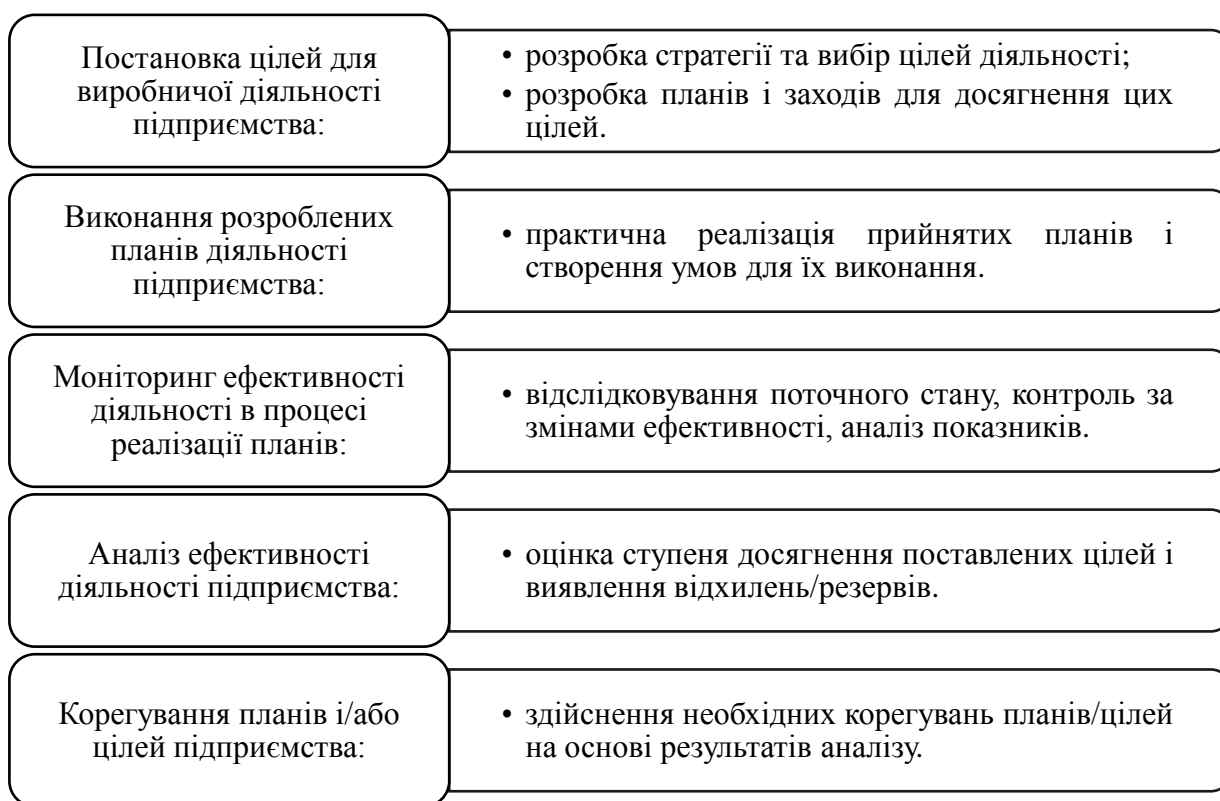 Постановка цілей для
виробничої діяльності
підприємства:
• розробка стратегії та вибір цілей діяльності;
• розробка планів і заходів для досягнення цих
цілей.
Виконання розроблених
планів діяльності
підприємства:
• практична реалізація прийнятих планів і
створення умов для їх виконання.
Моніторинг ефективності
діяльності в процесі
реалізації планів:
• відслідковування поточного стану, контроль за
змінами ефективності, аналіз показників.
Аналіз ефективності
діяльності підприємства:
• оцінка ступеня досягнення поставлених цілей і
виявлення відхилень/резервів.
Корегування планів і/або
цілей підприємства:
• здійснення необхідних корегувань планів/цілей
на основі результатів аналізу.